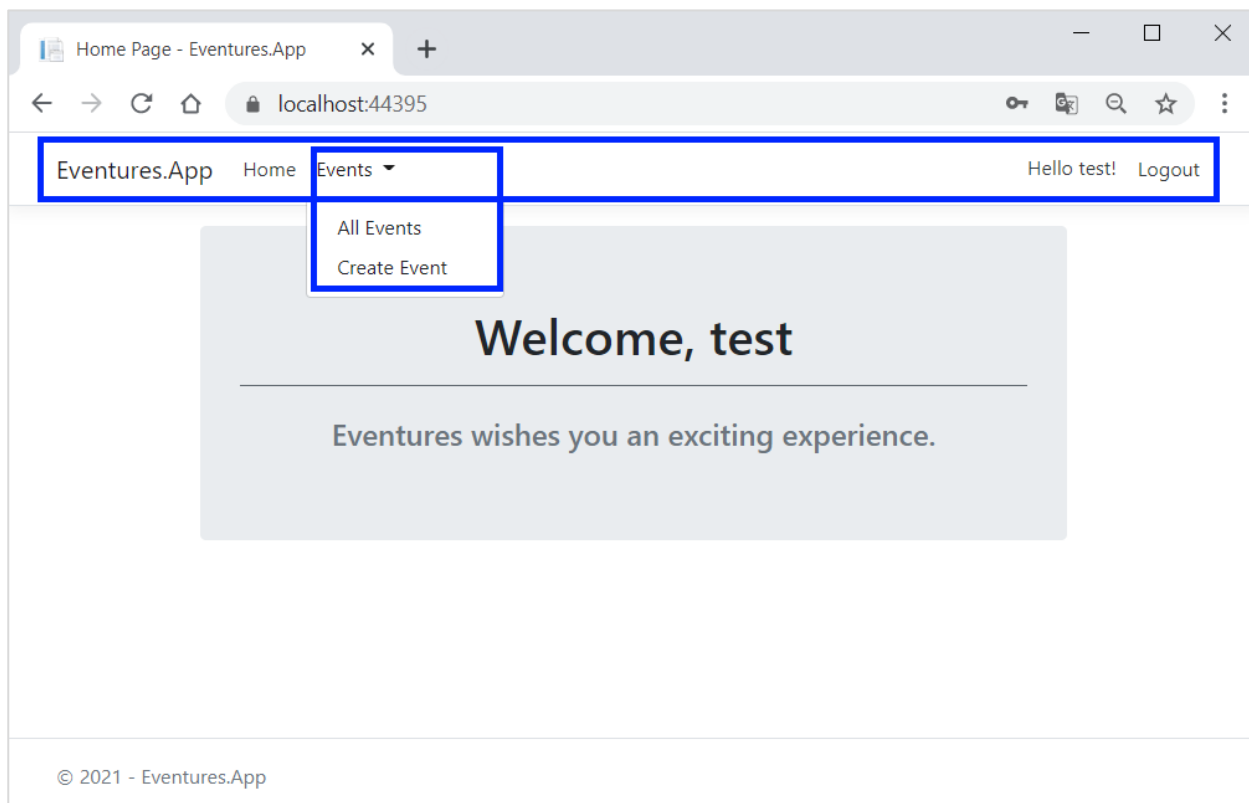 Home Page - Eventures.App
localhost:44395
Eventures.App Home Events Hello test! Logout
All Events
Create Event
Welcome, test
Eventures wishes you an exciting experience.
© 2021 - Eventures.App